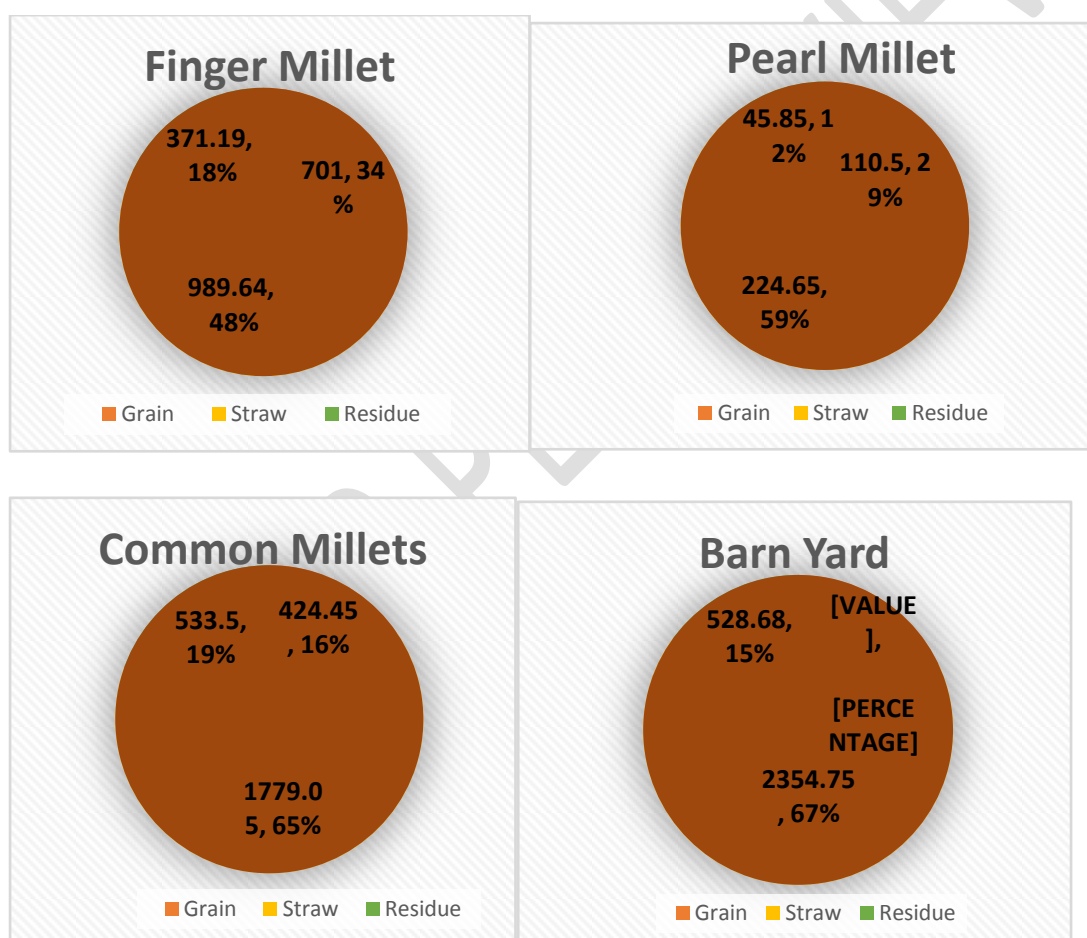 Finger Millet
371.19,
18%
701, 34
%
989.64,
48%
Grain Straw Residue
Pearl Millet
45.85, 1
2%
110.5, 2
9%
224.65,
59%
Grain Straw Residue
Common Millets
533.5,
19%
424.45
, 16%
1779.0
5, 65%
Grain Straw Residue
Barn Yard
528.68,
15%
[VALUE
],
[PERCE
NTAGE]
2354.75
, 67%
Grain Straw Residue